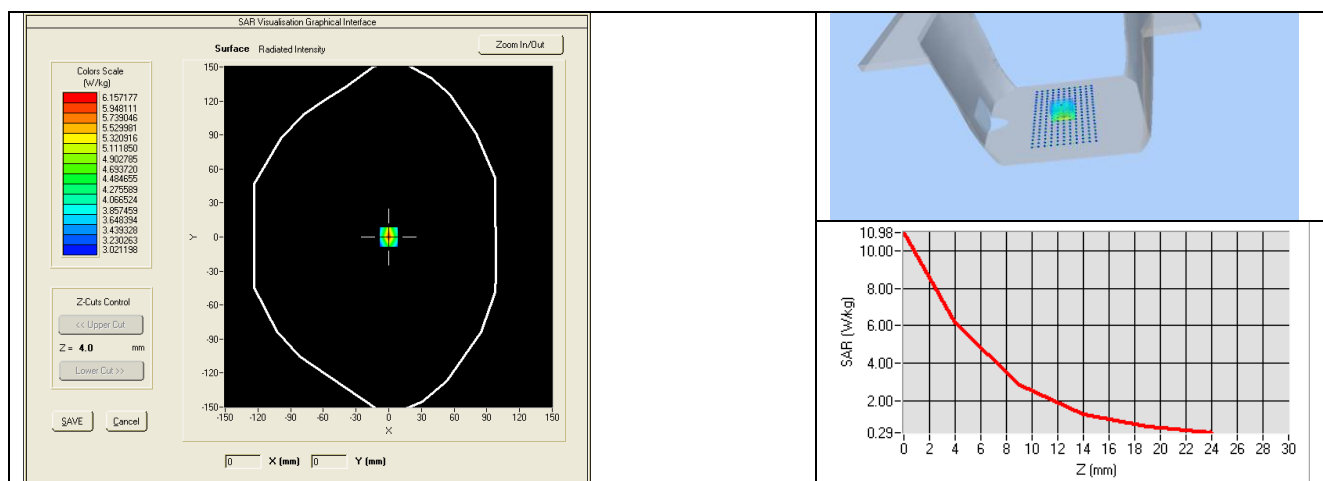 SAR Visualisation Graphical Interface
Surface Radiated Intensity
Zoom In/Out
Colors Scale
(W/kg)
6.157177
5.948111
5.739046
5.529981
5.320916
5.111850
4.902785
4.693720
4.484655
4.275589
4.066524
3.857459
3.648394
3.439328
3.230263
3.021198
Z-Cuts Control
<< Upper Cut
Z = 4.0 mm
Lower Cut >>
SAVE Cancel
150-
120-
90-
60-
30-
0-
-30-
-60-
-90-
-120-
-150-
Y
-150 -120 -90 -60 -30 0 30 60 90 120 150
X
0 X (mm) 0 Y (mm)
10.98-
10.00-
8.00-
6.00-
4.00-
2.00-
0.29-
SAR (W/kg)
0 2 4 6 8 10 12 14 16 18 20 22 24 26 28 30
Z (mm)